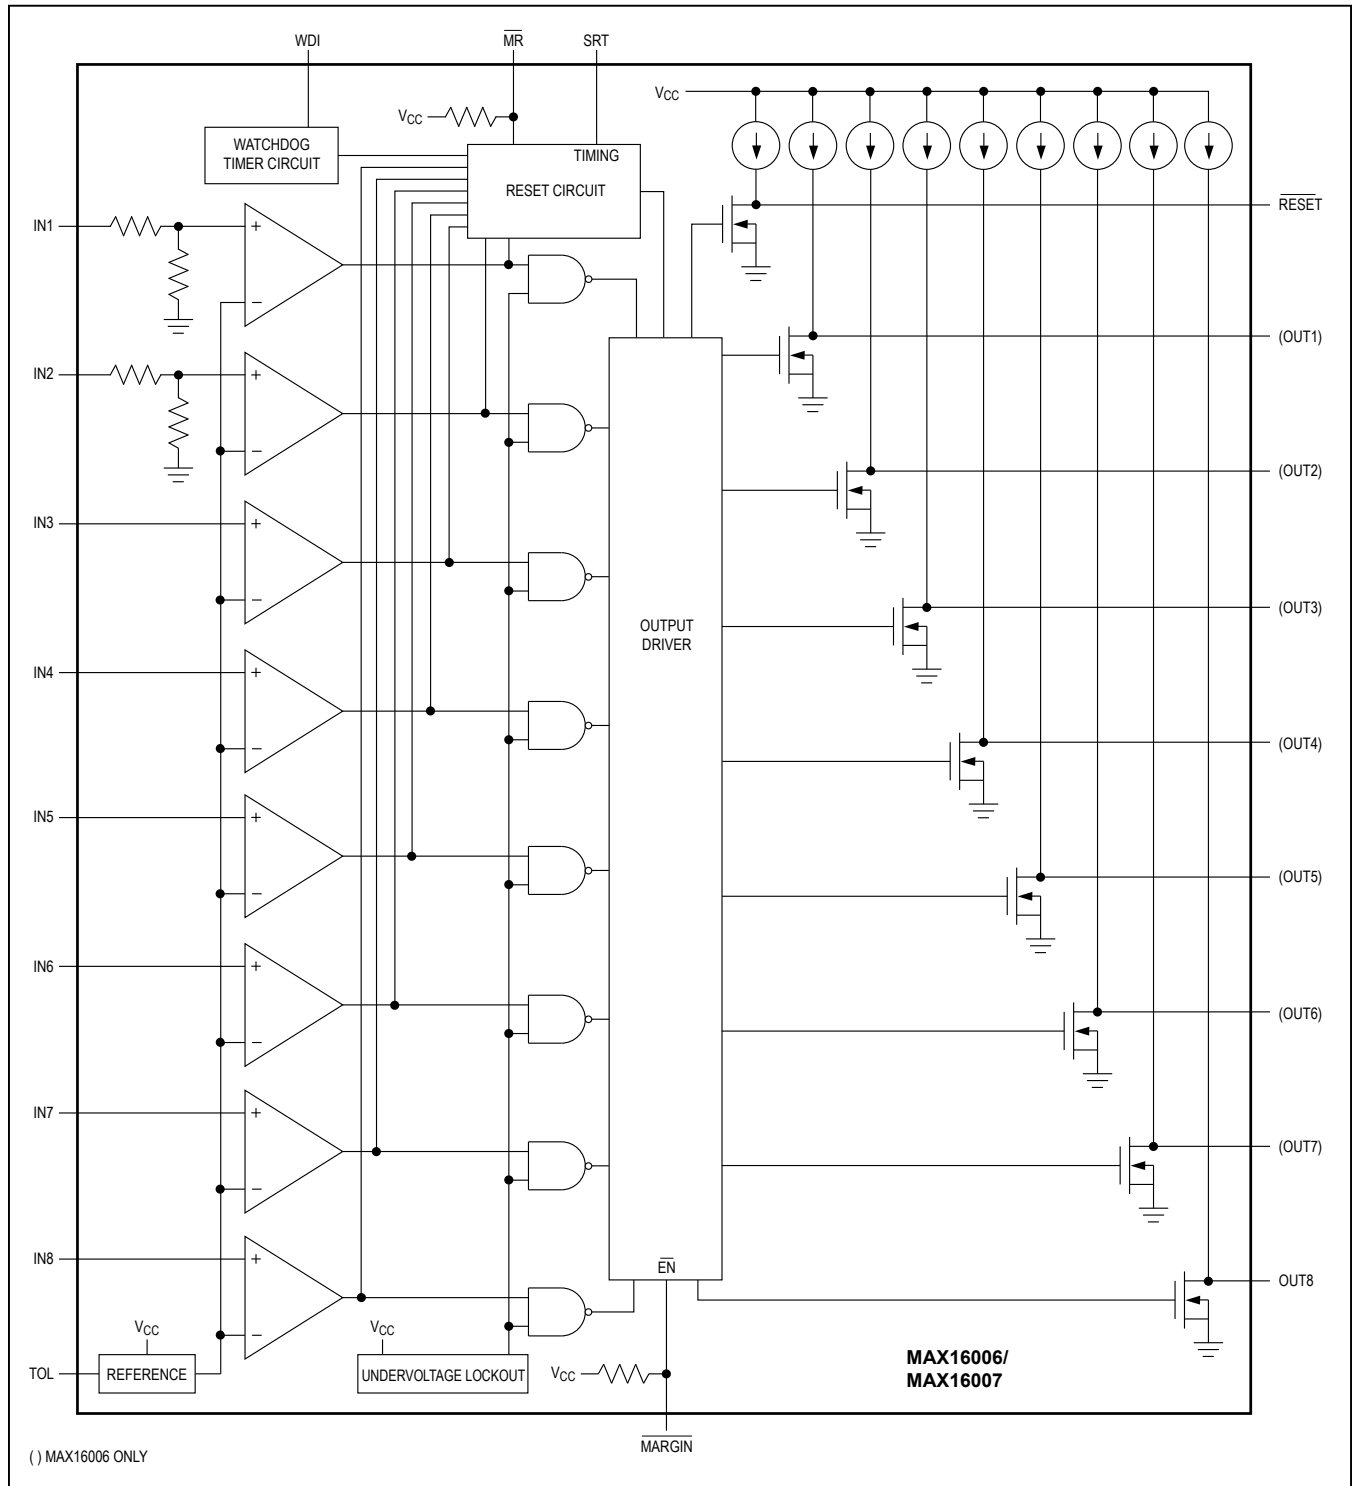 WDI
MR
SRT
VCC
VCC
WATCHDOG
TIMER CIRCUIT
TIMING
RESET CIRCUIT
RESET
IN1
+
−
(OUT1)
IN2
+
−
(OUT2)
IN3
+
−
(OUT3)
OUTPUT
DRIVER
IN4
+
−
(OUT4)
IN5
+
−
(OUT5)
IN6
+
−
(OUT6)
IN7
+
−
(OUT7)
IN8
+
−
EN
OUT8
VCC
VCC
TOL
REFERENCE
UNDERVOLTAGE LOCKOUT
VCC
MAX16006/
MAX16007
MARGIN
( ) MAX16006 ONLY